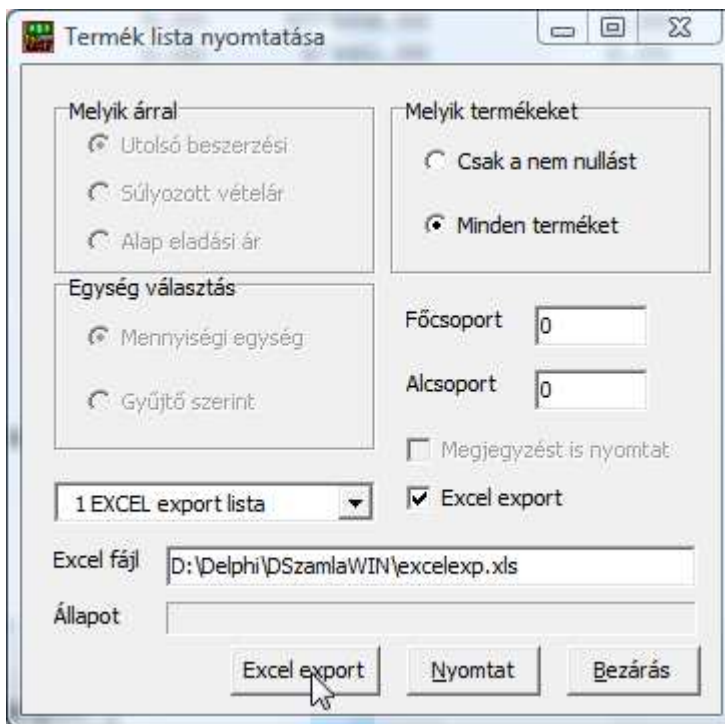 Termék lista nyomtatása
Melyik árral
Utolsó beszerzési
Súlyozott vételár
Alap eladási ár
Melyik termékeket
Csak a nem nullást
Minden terméket
Egység választás
Mennyiségi egység
Gyűjtő szerint
Főcsoport 0
Alcsoport 0
Megjegyzést is nyomtat
1 EXCEL export lista
Excel export
Excel fájl D:\Delphi\DSzamlaWIN\excelexp.xls
Állapot
Excel export Nyomtat Bezárás